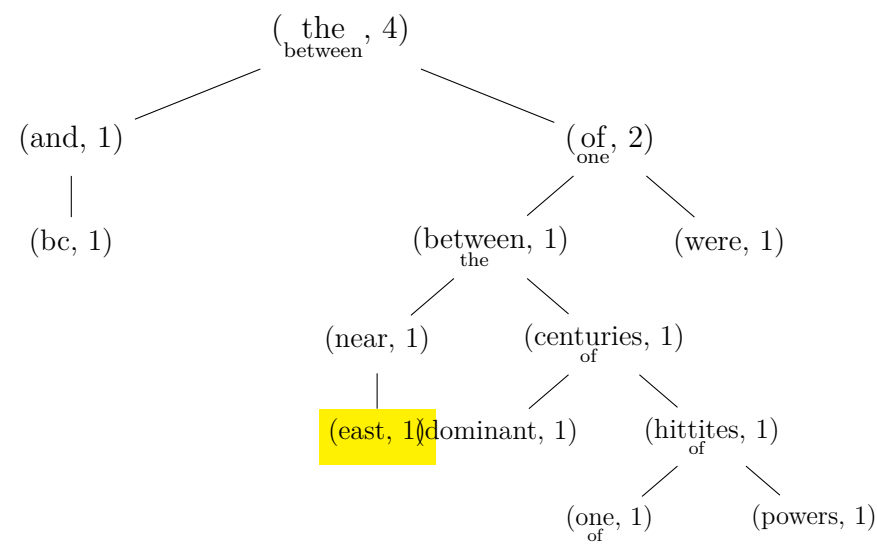 (the, 4)
between
(and, 1) (of, 2)
one
(bc, 1) (between, 1) (were, 1)
the
(near, 1) (centuries, 1)
of
(east, 1) (dominant, 1) (hittites, 1)
of
(one, 1) (powers, 1)
of